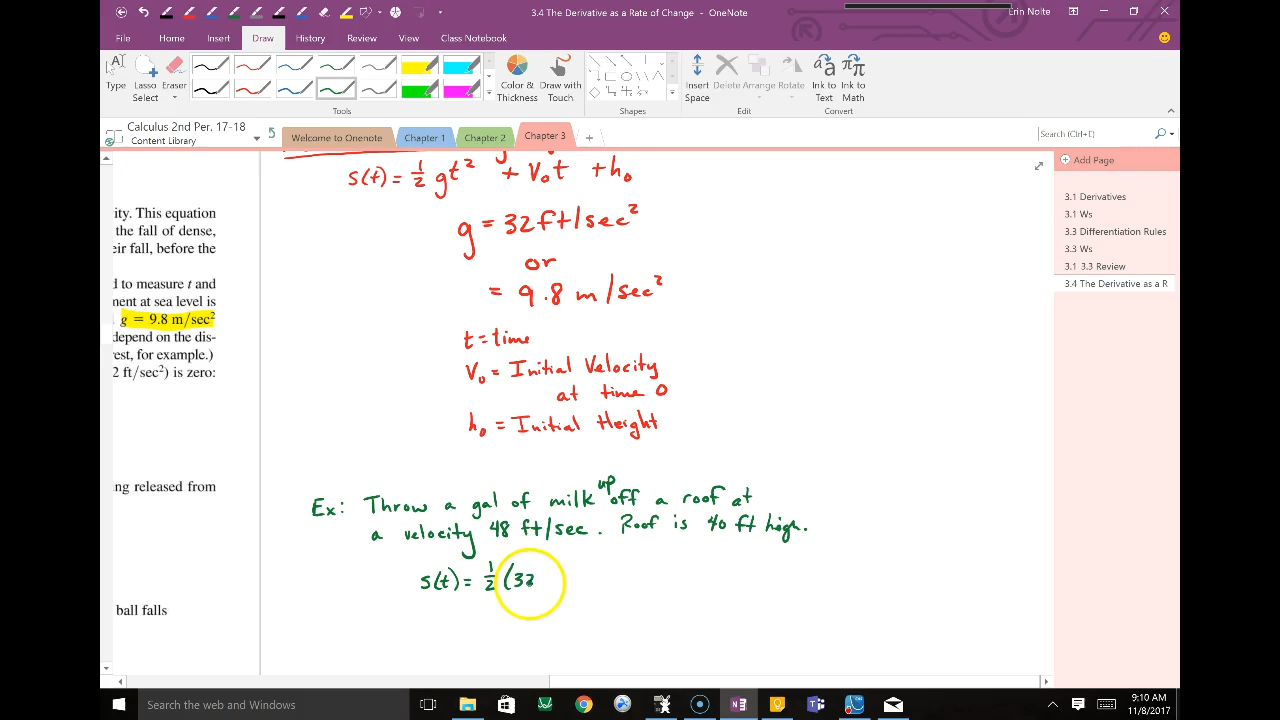 3.4 The Derivative as a Rate of Change - OneNote
Erin Nolte
File Home Insert Draw History Review View Class Notebook
Type Lasso Select Eraser Color & Thickness Draw with Touch Insert Space Delete Arrange Rotate Ink to Text Ink to Math
Tools Shapes Edit Convert
Calculus 2nd Per. 17-18
Content Library
Welcome to Onenote Chapter 1 Chapter 2 Chapter 3
Search (Ctrl+E)
Add Page
3.1 Derivatives
3.1 Ws
3.3 Differentiation Rules
3.3 Ws
3.1 3.3 Review
3.4 The Derivative as a R
ity. This equation
the fall of dense,
eir fall, before the
d to measure t and
nent at sea level is
g = 9.8 m/sec²
depend on the dis-
rest, for example.)
2 ft/sec²) is zero:
ing released from
ball falls
s(t) = 1/2 gt² + V₀t + h₀
g = 32 ft/sec²
or
= 9.8 m/sec²
t = time
V₀ = Initial Velocity
at time 0
h₀ = Initial Height
Ex: Throw a gal of milk up off a roof at
a velocity 48 ft/sec. Roof is 40 ft high.
s(t) = 1/2 (32
Search the web and Windows
9:10 AM
11/8/2017